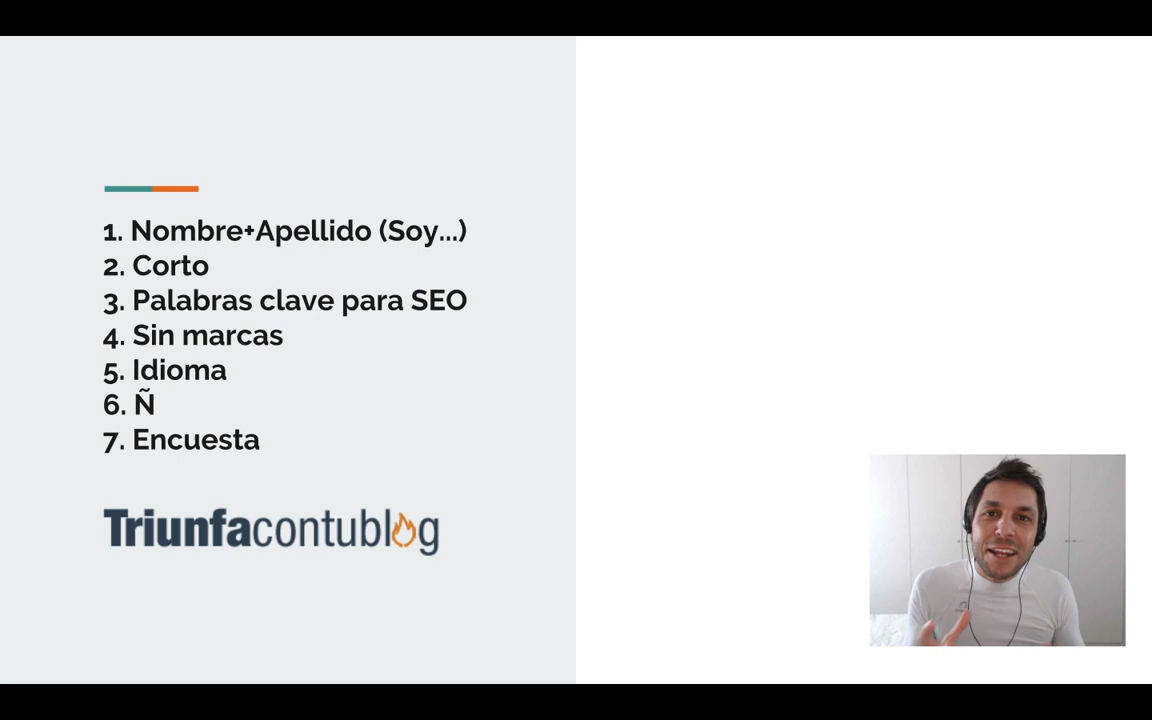 1. Nombre+Apellido (Soy...)
2. Corto
3. Palabras clave para SEO
4. Sin marcas
5. Idioma
6. Ñ
7. Encuesta
Triunfacontublog